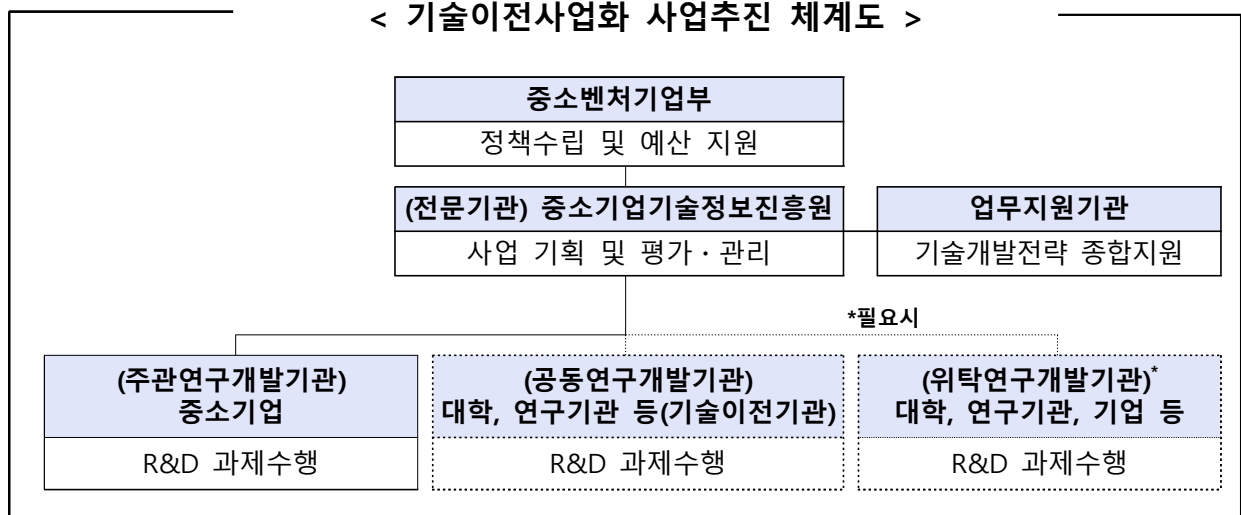 < 기술이전사업화 사업추진 체계도 >
중소벤처기업부
정책수립 및 예산 지원
(전문기관) 중소기업기술정보진흥원
사업 기획 및 평가·관리
업무지원기관
기술개발전략 종합지원
*필요시
(주관연구개발기관)
중소기업
R&D 과제수행
(공동연구개발기관)
대학, 연구기관 등(기술이전기관)
R&D 과제수행
(위탁연구개발기관)*
대학, 연구기관, 기업 등
R&D 과제수행